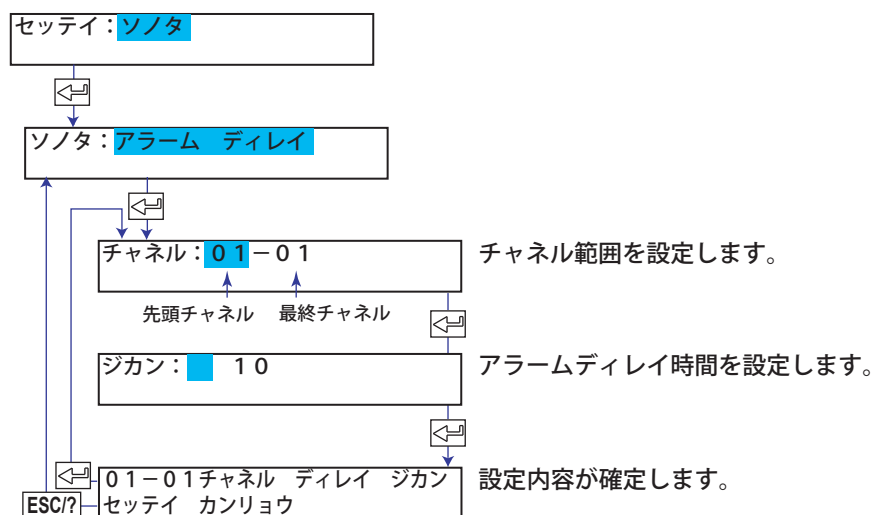 セッテイ：ソノタ
ソノタ：アラーム　ディレイ
チャネル：０１－０１
チャネル範囲を設定します。
先頭チャネル
最終チャネル
ジカン：　１０
アラームディレイ時間を設定します。
０１－０１チャネル　ディレイ　ジカン
設定内容が確定します。
ESC/?
セッテイ　カンリョウ